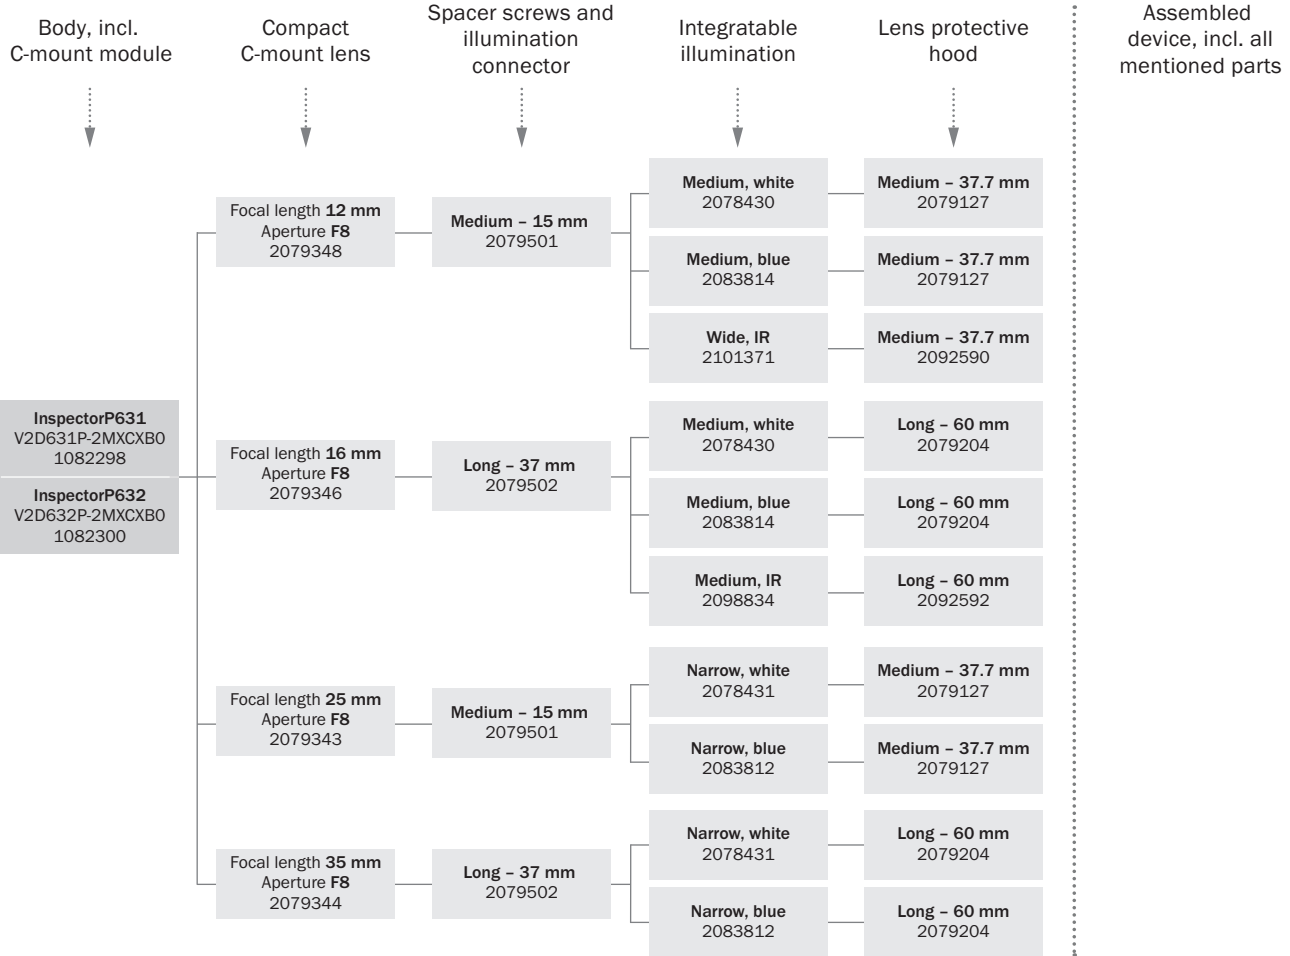 Body, incl.
C-mount module
Compact
C-mount lens
Spacer screws and
illumination
connector
Integratable
illumination
Lens protective
hood
Assembled
device, incl. all
mentioned parts
InspectorP631
V2D631P-2MXCXB0
1082298
InspectorP632
V2D632P-2MXCXB0
1082300
Focal length 12 mm
Aperture F8
2079348
Medium – 15 mm
2079501
Medium, white
2078430
Medium – 37.7 mm
2079127
Medium, blue
2083814
Medium – 37.7 mm
2079127
Wide, IR
2101371
Medium – 37.7 mm
2092590
Focal length 16 mm
Aperture F8
2079346
Long – 37 mm
2079502
Medium, white
2078430
Long – 60 mm
2079204
Medium, blue
2083814
Long – 60 mm
2079204
Medium, IR
2098834
Long – 60 mm
2092592
Focal length 25 mm
Aperture F8
2079343
Medium – 15 mm
2079501
Narrow, white
2078431
Medium – 37.7 mm
2079127
Narrow, blue
2083812
Medium – 37.7 mm
2079127
Focal length 35 mm
Aperture F8
2079344
Long – 37 mm
2079502
Narrow, white
2078431
Long – 60 mm
2079204
Narrow, blue
2083812
Long – 60 mm
2079204